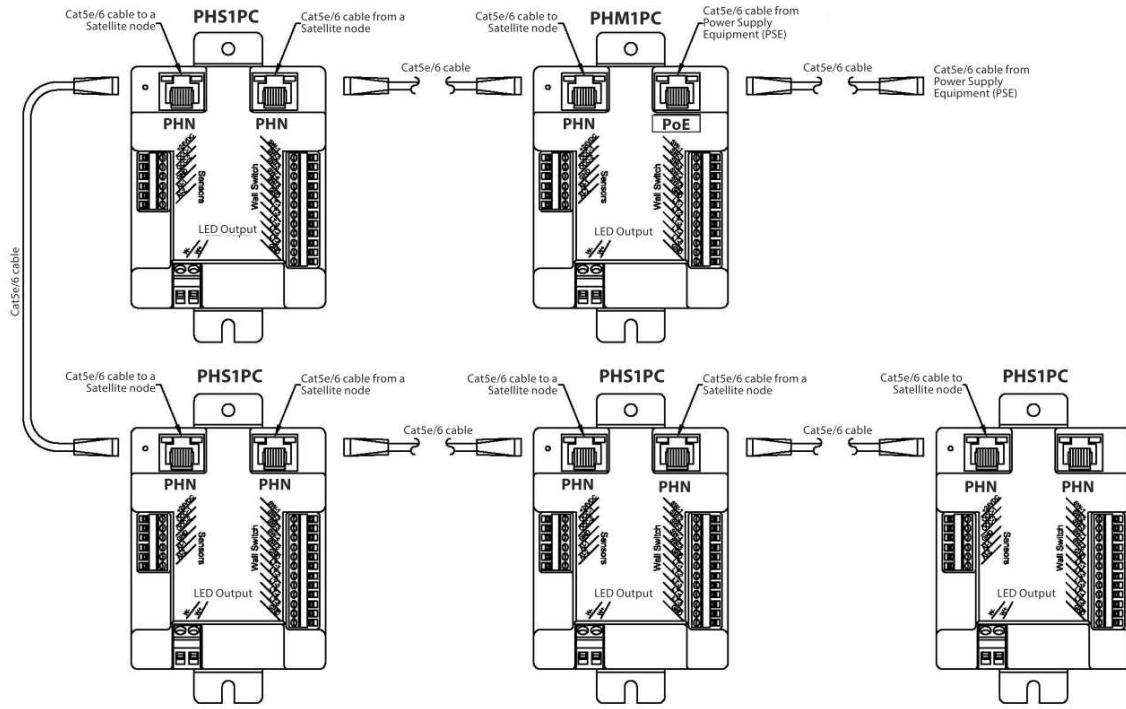 Cat5e/6 cable to a
Satellite node
PHS1PC
Cat5e/6 cable from a
Satellite node
Cat5e/6 cable to
Satellite node
PHM1PC
Cat5e/6 cable from
Power Supply
Equipment (PSE)
Cat5e/6 cable
Cat5e/6 cable
Cat5e/6 cable from
Power Supply
Equipment (PSE)
PHN
PHN
PHN
PoE
Sensors
Wall Switch
Sensors
Wall Switch
LED Output
LED Output
W-
W+
W-
W+
Cat5e/6 cable
Cat5e/6 cable to a
Satellite node
PHS1PC
Cat5e/6 cable from a
Satellite node
Cat5e/6 cable to a
Satellite node
PHS1PC
Cat5e/6 cable from a
Satellite node
Cat5e/6 cable to
Satellite node
PHS1PC
Cat5e/6 cable
Cat5e/6 cable
PHN
PHN
PHN
PHN
PHN
PHN
Sensors
Wall Switch
Sensors
Wall Switch
Sensors
Wall Switch
LED Output
LED Output
LED Output
W-
W+
W-
W+
W-
W+